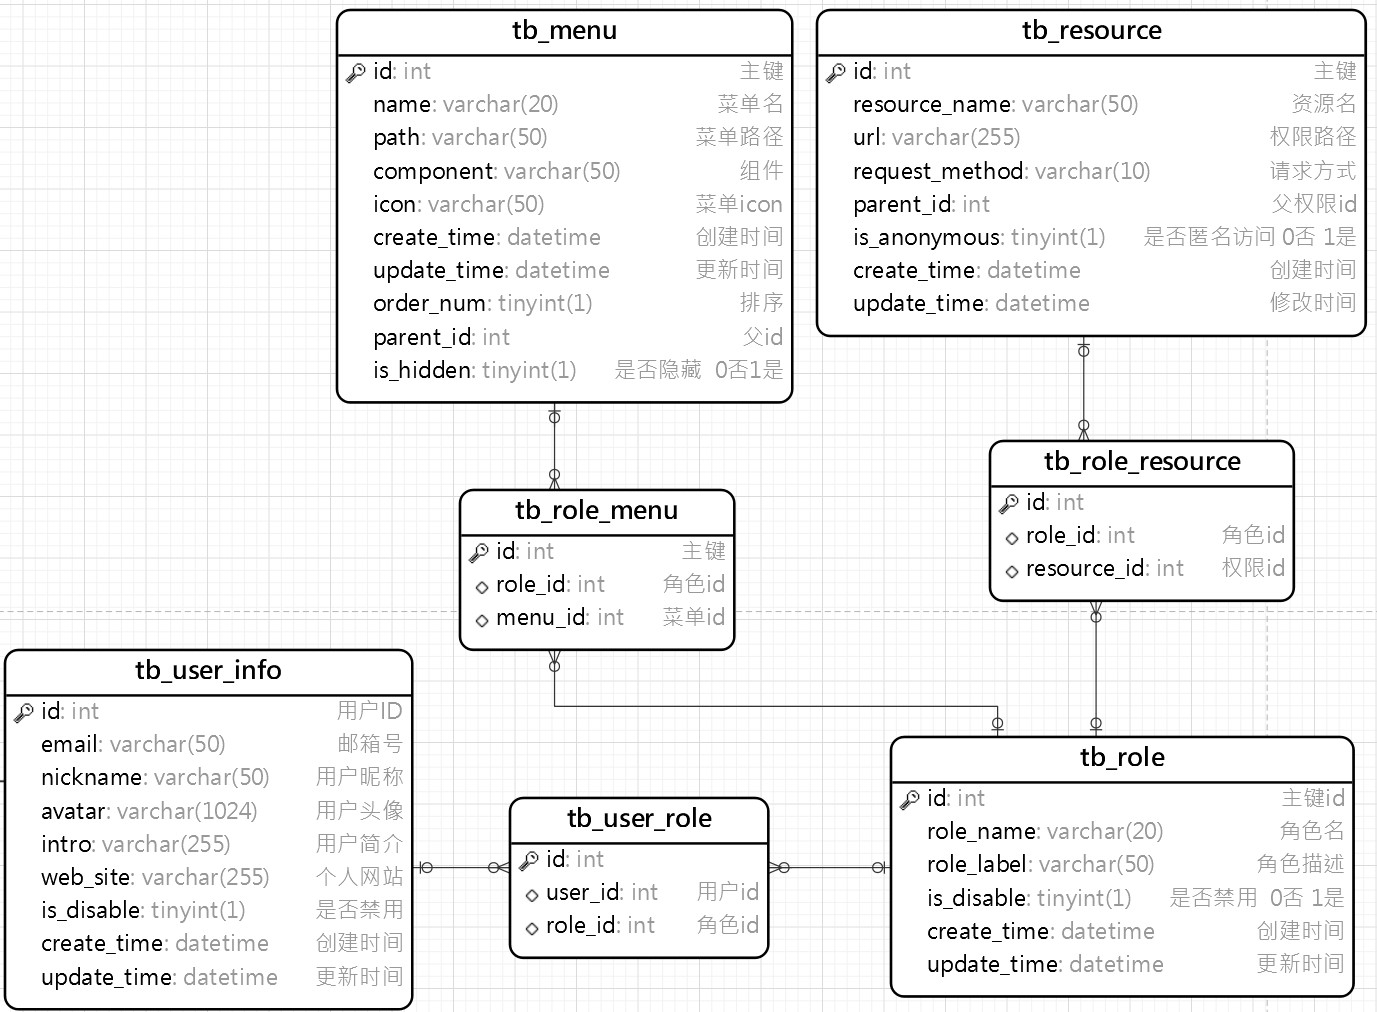 tb_menu
id: int 主键
name: varchar(20) 菜单名
path: varchar(50) 菜单路径
component: varchar(50) 组件
icon: varchar(50) 菜单icon
create_time: datetime 创建时间
update_time: datetime 更新时间
order_num: tinyint(1) 排序
parent_id: int 父id
is_hidden: tinyint(1) 是否隐藏 0否1是
tb_resource
id: int 主键
resource_name: varchar(50) 资源名
url: varchar(255) 权限路径
request_method: varchar(10) 请求方式
parent_id: int 父权限id
is_anonymous: tinyint(1) 是否匿名访问 0否 1是
create_time: datetime 创建时间
update_time: datetime 修改时间
tb_role_menu
id: int 主键
role_id: int 角色id
menu_id: int 菜单id
tb_role_resource
id: int
role_id: int 角色id
resource_id: int 权限id
tb_user_info
id: int 用户ID
email: varchar(50) 邮箱号
nickname: varchar(50) 用户昵称
avatar: varchar(1024) 用户头像
intro: varchar(255) 用户简介
web_site: varchar(255) 个人网站
is_disable: tinyint(1) 是否禁用
create_time: datetime 创建时间
update_time: datetime 更新时间
tb_user_role
id: int
user_id: int 用户id
role_id: int 角色id
tb_role
id: int 主键id
role_name: varchar(20) 角色名
role_label: varchar(50) 角色描述
is_disable: tinyint(1) 是否禁用 0否 1是
create_time: datetime 创建时间
update_time: datetime 更新时间